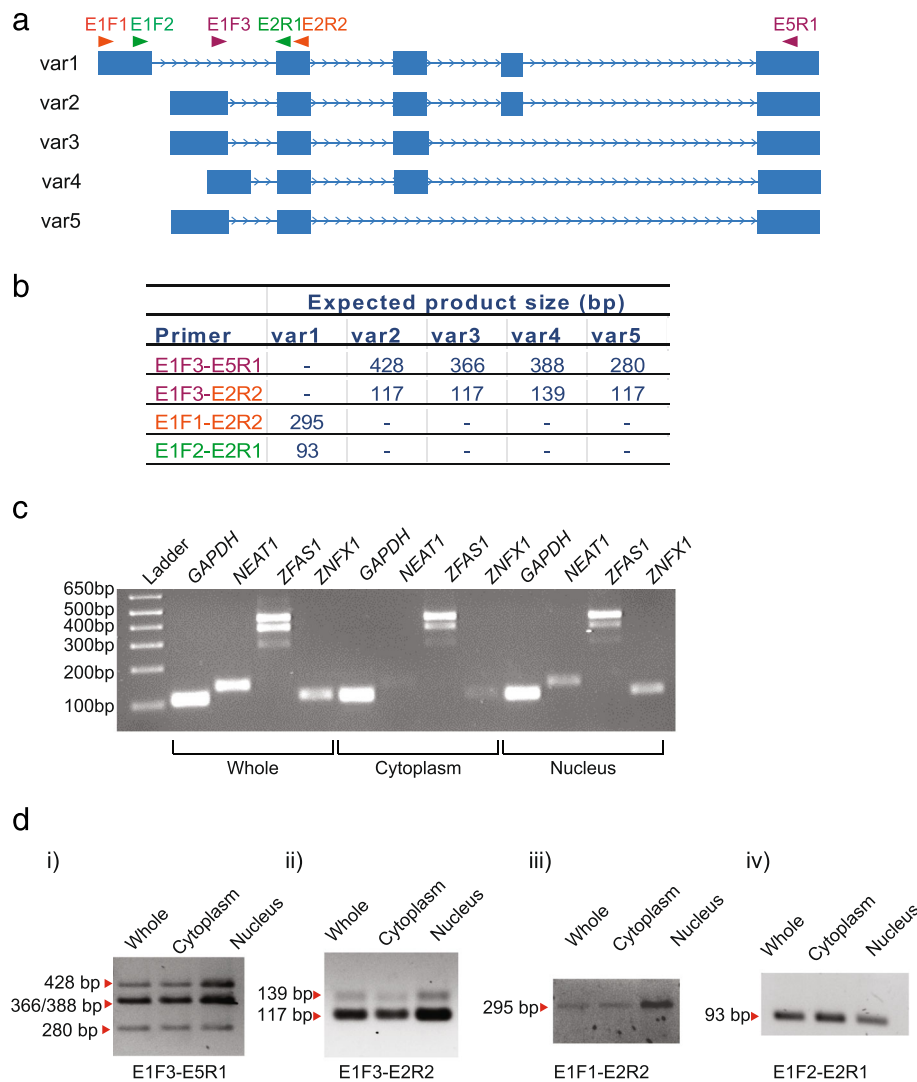 a
E1F1 E1F2 E1F3 E2R1 E2R2 E5R1
var1
var2
var3
var4
var5
b
Expected product size (bp)
Primer var1 var2 var3 var4 var5
E1F3-E5R1 - 428 366 388 280
E1F3-E2R2 - 117 117 139 117
E1F1-E2R2 295 - - - -
E1F2-E2R1 93 - - - -
c
Ladder GAPDH NEAT1 ZFAS1 ZNFX1 GAPDH NEAT1 ZFAS1 ZNFX1 GAPDH NEAT1 ZFAS1 ZNFX1
650bp
500bp
400bp
300bp
200bp
100bp
Whole Cytoplasm Nucleus
d
i) ii) iii) iv)
Whole Cytoplasm Nucleus Whole Cytoplasm Nucleus Whole Cytoplasm Nucleus Whole Cytoplasm Nucleus
428 bp
366/388 bp
280 bp
139 bp
117 bp
295 bp
93 bp
E1F3-E5R1 E1F3-E2R2 E1F1-E2R2 E1F2-E2R1